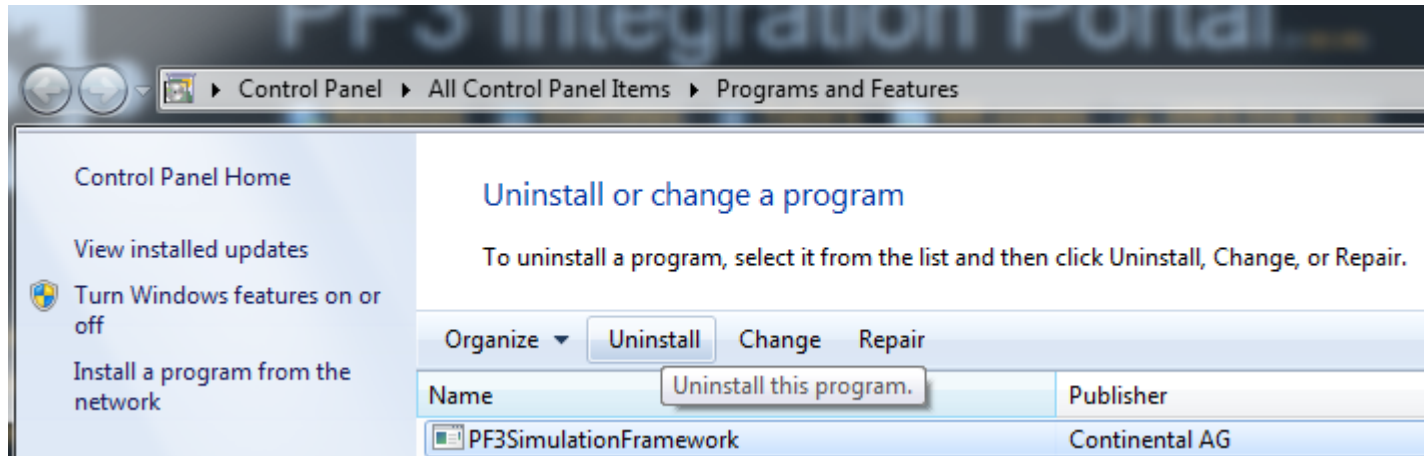 PF3 Integration Portal
Control Panel All Control Panel Items Programs and Features
Control Panel Home
View installed updates
Turn Windows features on or
off
Install a program from the
network
Uninstall or change a program
To uninstall a program, select it from the list and then click Uninstall, Change, or Repair.
Organize Uninstall Change Repair
Uninstall this program.
Name Publisher
PF3SimulationFramework Continental AG